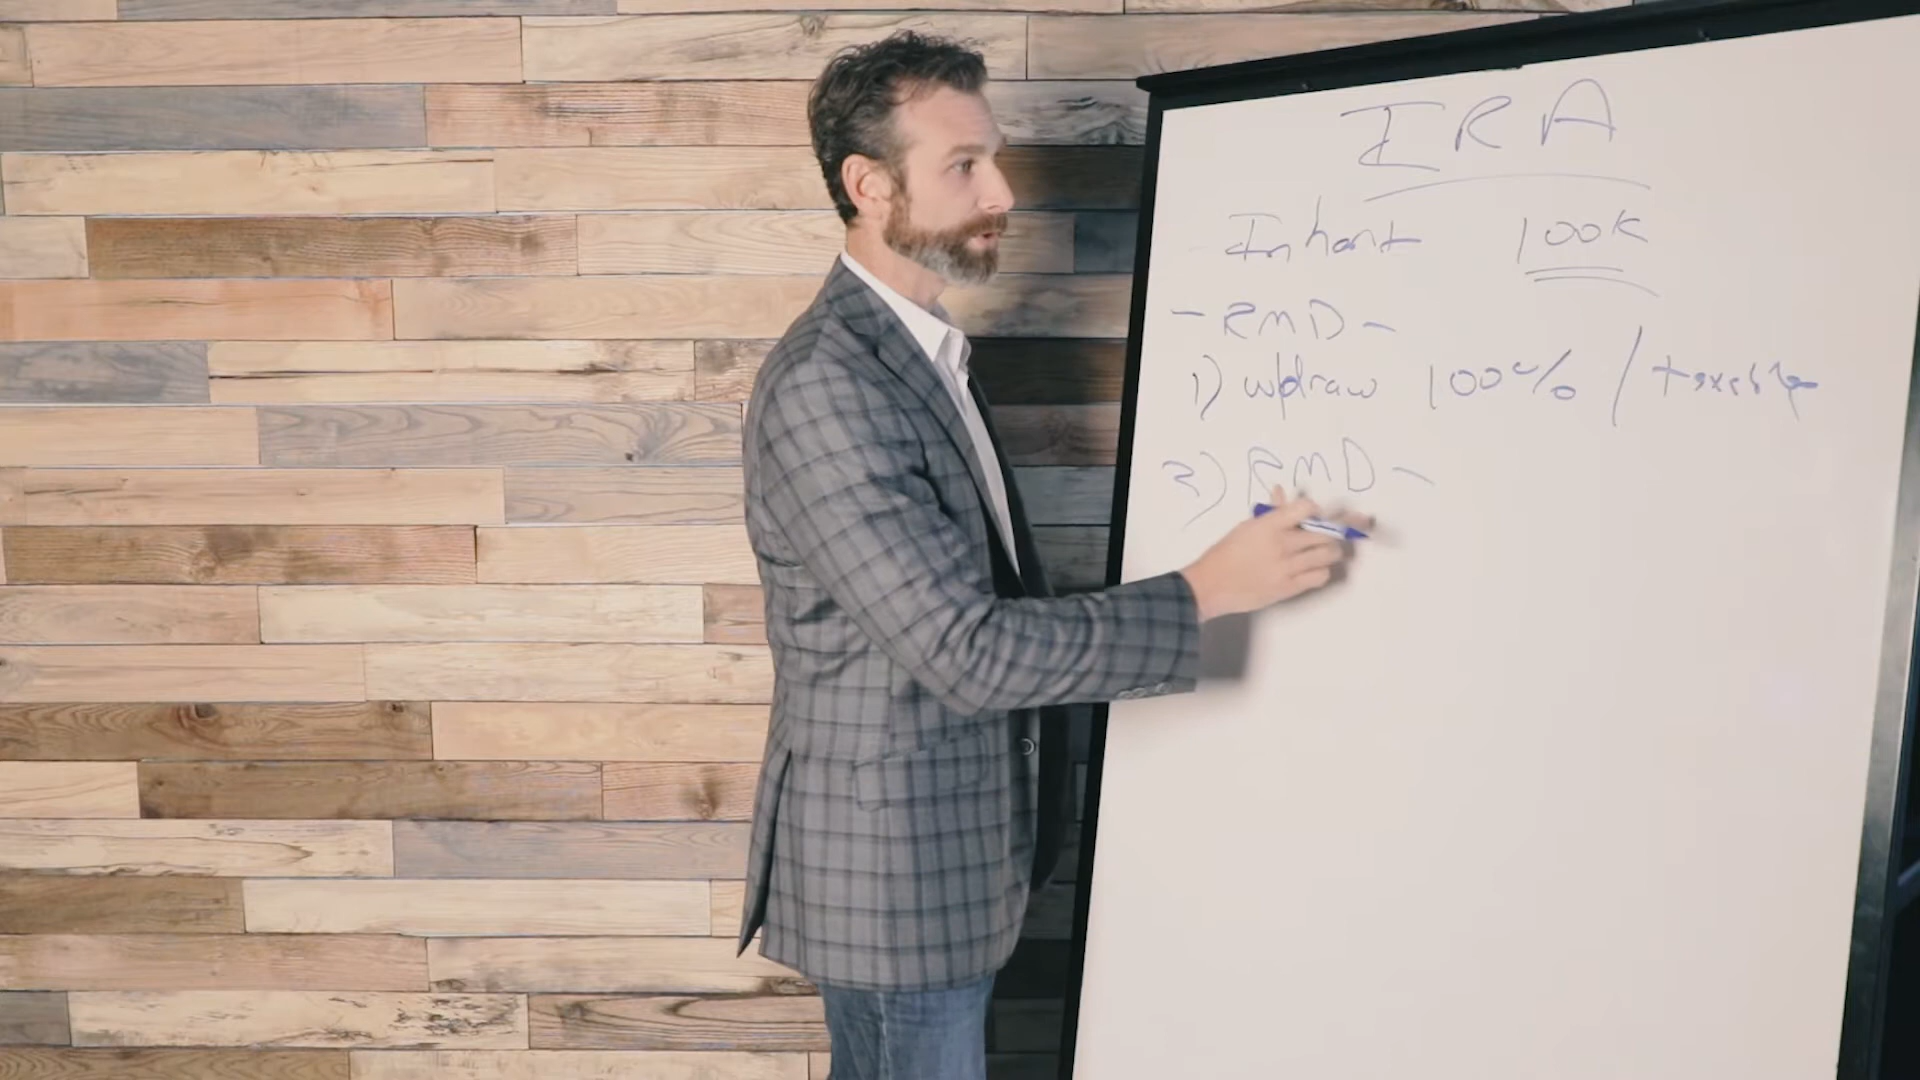 IRA
Inherit 100K
- RMD -
1) w/draw 100% / taxable
2) RMD -